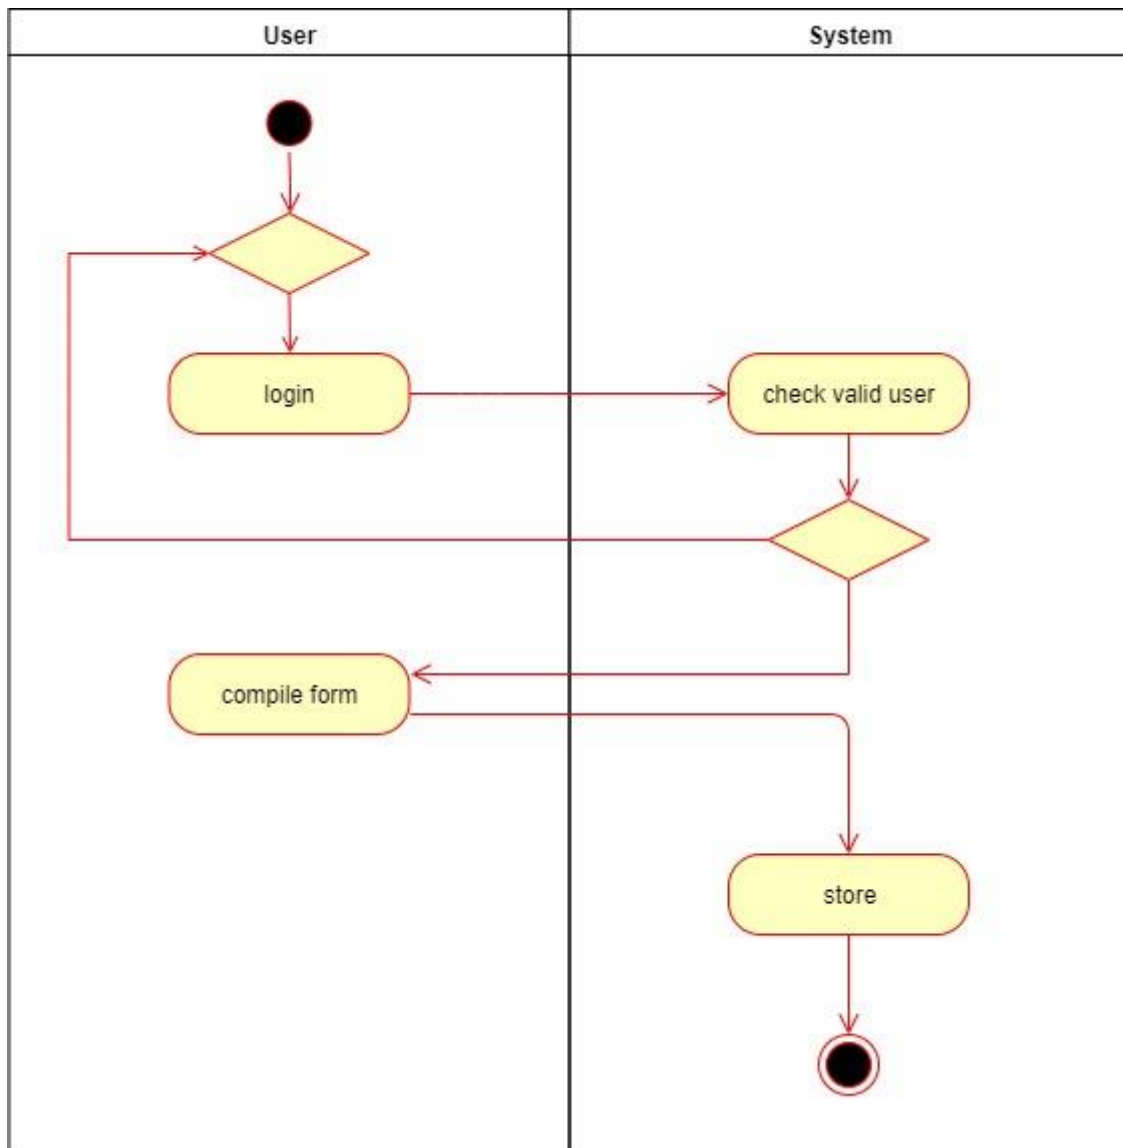 User
System
login
check valid user
compile form
store